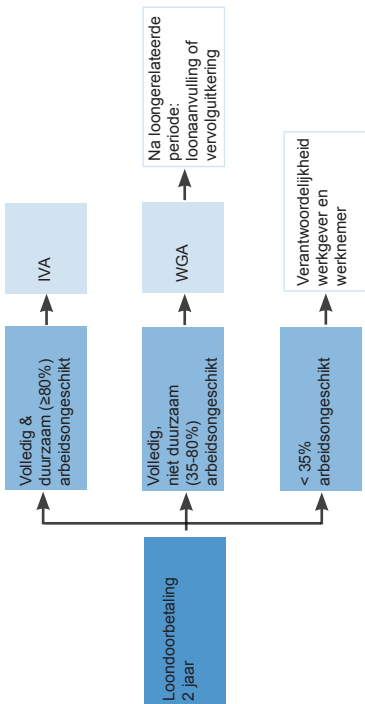 Loondoorbetaling
2 jaar
Volledig &
duurzaam (≥80%)
arbeidsongeschikt
IVA
Volledig,
niet duurzaam
(35-80%)
arbeidsongeschikt
WGA
Na loongerelateerde
periode:
loonaanvulling of
vervolguitkering
< 35%
arbeidsongeschikt
Verantwoordelijkheid
werkgever en
werknemer